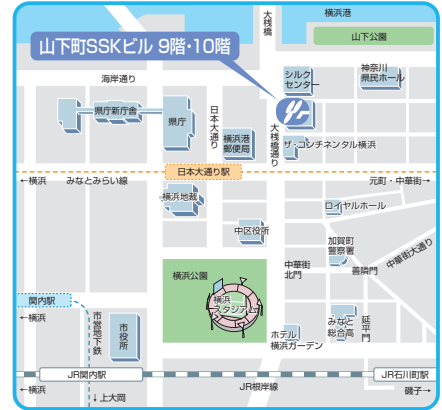 横浜港
大桟橋
山下公園
山下町SSKビル 9階・10階
海岸通り
シルク
センター
神奈川
県民ホール
県庁新庁舎
県庁
日本大通り
横浜港
郵便局
大桟橋通り
ザ・コンチネンタル横浜
日本大通り駅
←横浜
みなとみらい線
元町・中華街→
横浜地裁
ロイヤルホール
中区役所
加賀町
警察署
中華街大通り
中華街
北門
善隣門
横浜公園
横浜
スタジアム
関内駅
←横浜
市営地下鉄
市役所
みなと
総合高
延平門
ホテル
横浜ガーデン
JR関内駅
JR石川町駅
←横浜
↓上大岡
JR根岸線
磯子→